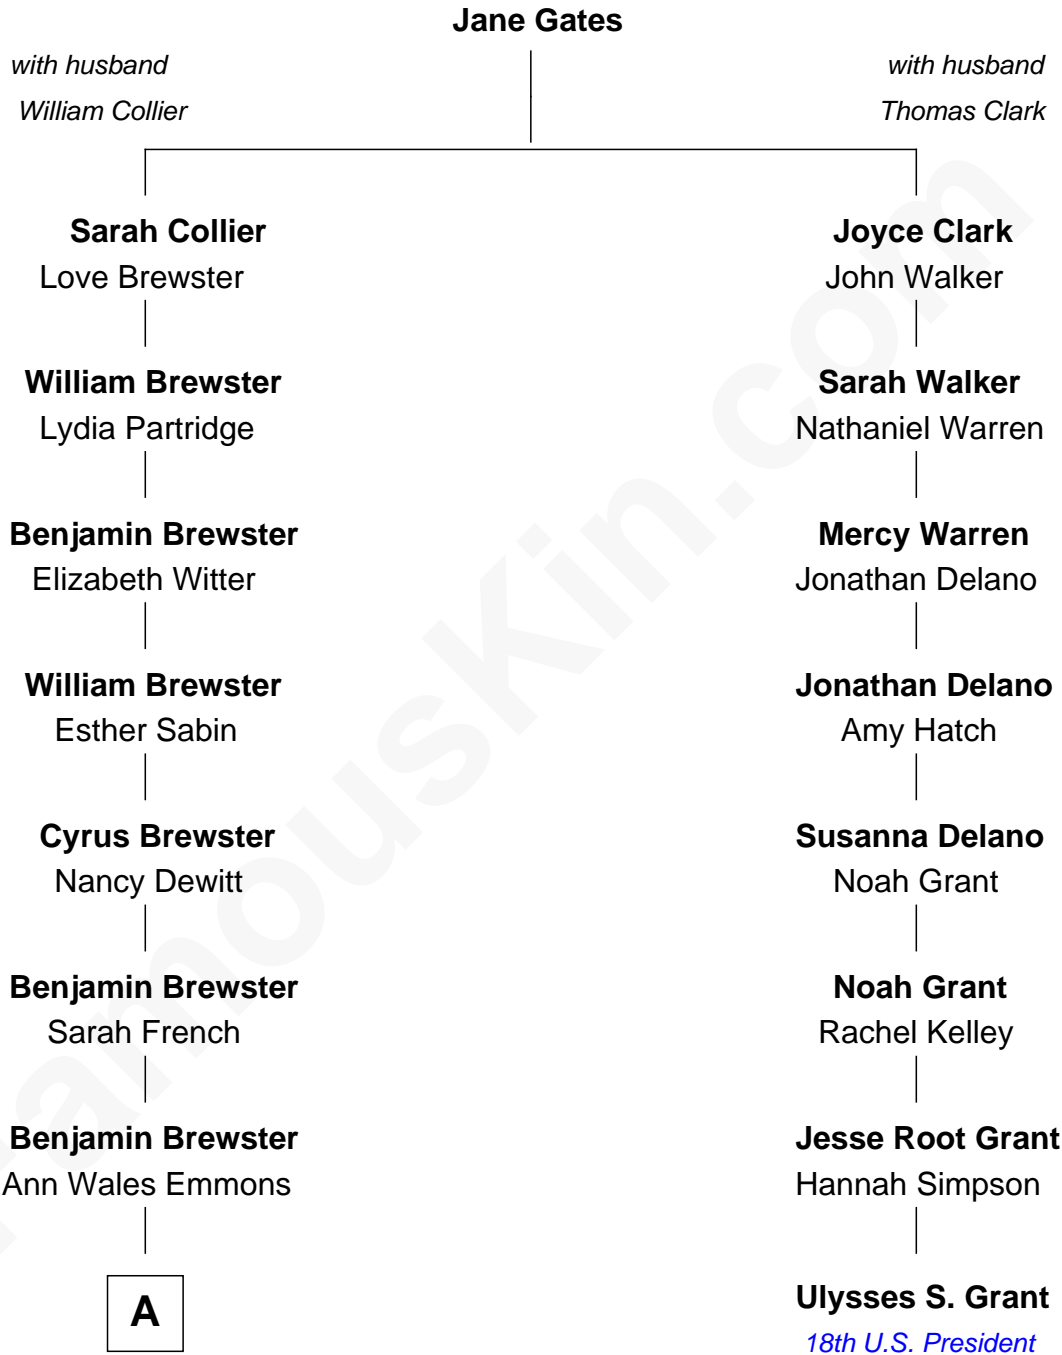 Jane Gates
with husband
William Collier
with husband
Thomas Clark
Sarah Collier
Love Brewster
Joyce Clark
John Walker
William Brewster
Lydia Partridge
Sarah Walker
Nathaniel Warren
Benjamin Brewster
Elizabeth Witter
Mercy Warren
Jonathan Delano
William Brewster
Esther Sabin
Jonathan Delano
Amy Hatch
Cyrus Brewster
Nancy Dewitt
Susanna Delano
Noah Grant
Benjamin Brewster
Sarah French
Noah Grant
Rachel Kelley
Benjamin Brewster
Ann Wales Emmons
Jesse Root Grant
Hannah Simpson
A
Ulysses S. Grant
18th U.S. President
FamousKin.com